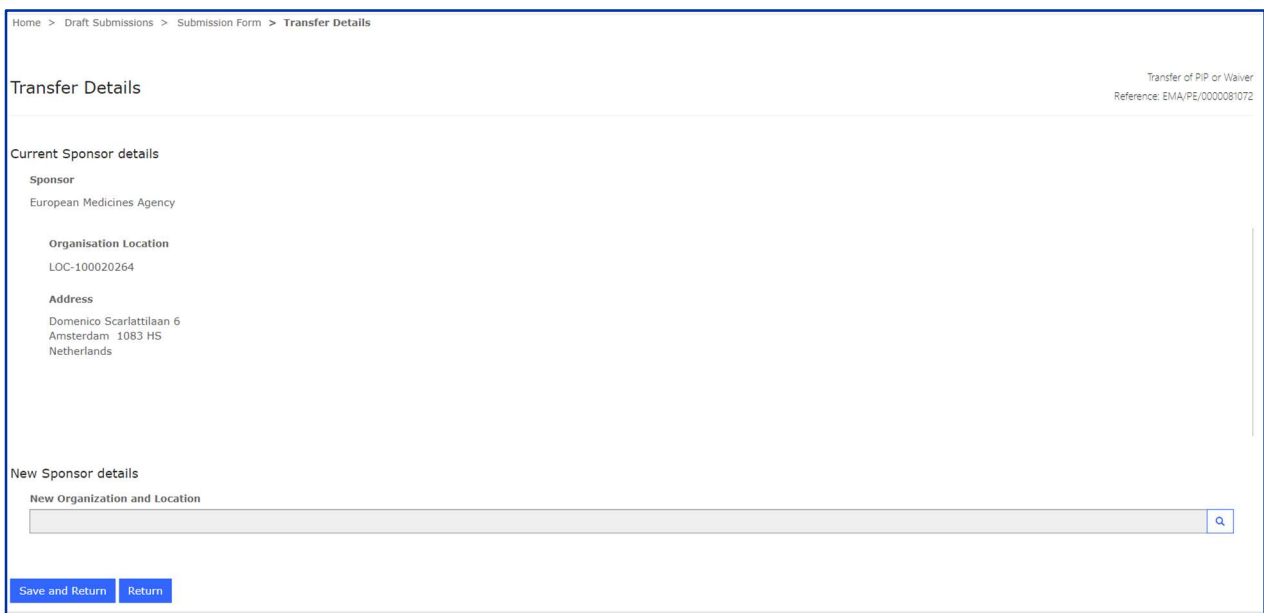 Home > Draft Submissions > Submission Form > Transfer Details
Transfer Details
Transfer of PIP or Waiver
Reference: EMA/PE/0000081072
Current Sponsor details
Sponsor
European Medicines Agency
Organisation Location
LOC-100020264
Address
Domenico Scarlattilaan 6
Amsterdam 1083 HS
Netherlands
New Sponsor details
New Organization and Location
Save and Return Return